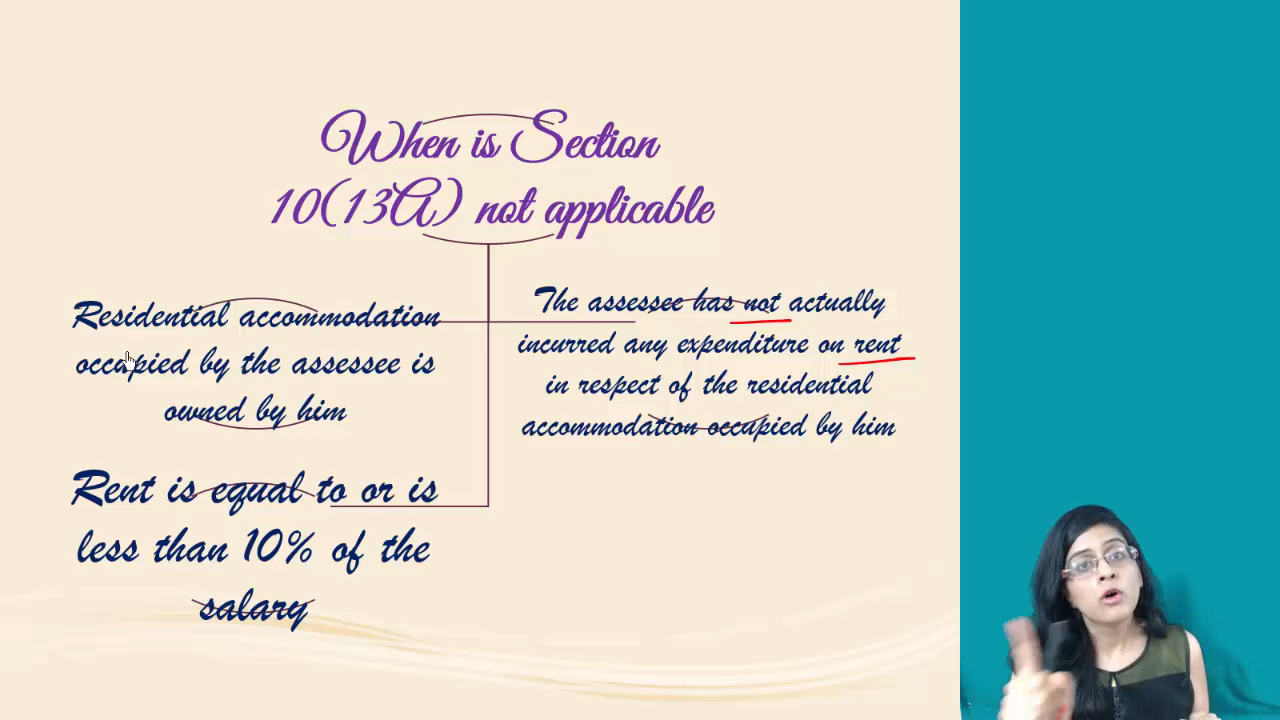 When is Section
10(13A) not applicable
Residential accommodation
occupied by the assessee is
owned by him
The assessee has not actually
incurred any expenditure on rent
in respect of the residential
accommodation occupied by him
Rent is equal to or is
less than 10% of the
salary